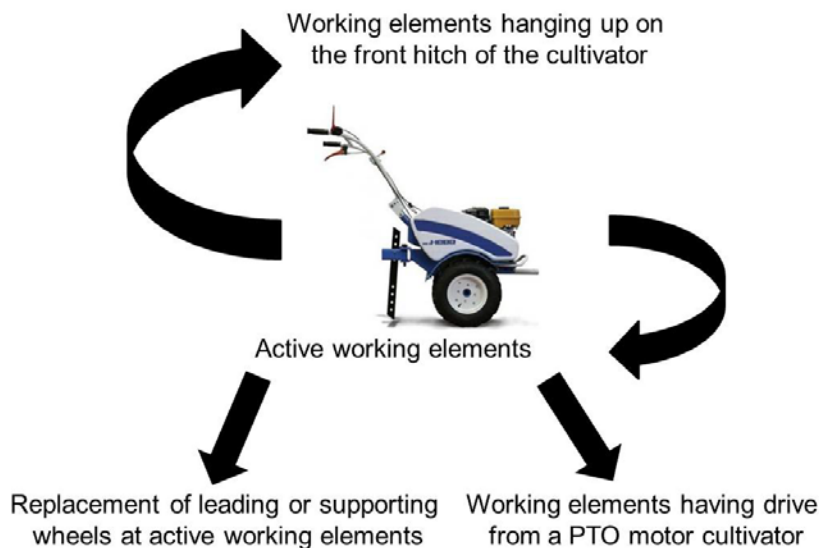 Working elements hanging up on
the front hitch of the cultivator
Active working elements
Replacement of leading or supporting
wheels at active working elements
Working elements having drive
from a PTO motor cultivator